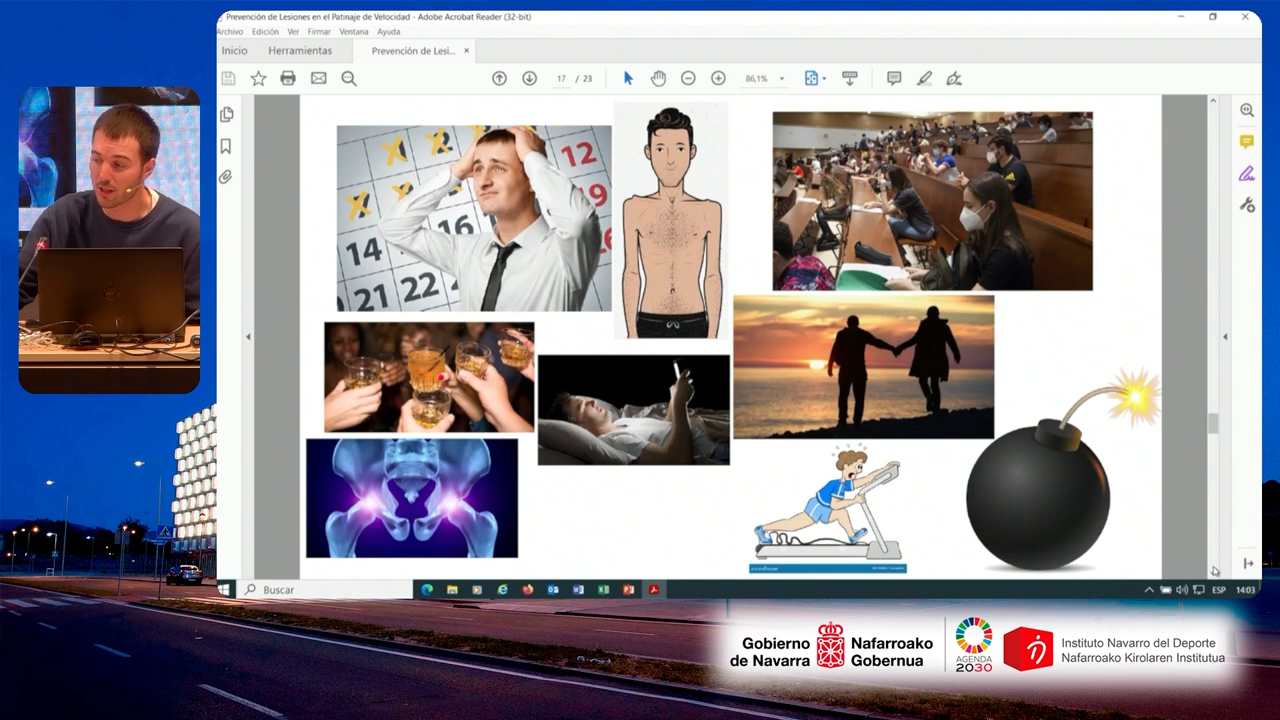 Prevención de Lesiones en el Patinaje de Velocidad - Adobe Acrobat Reader (32-bit)
Archivo Edición Ver Firmar Ventana Ayuda
Inicio Herramientas Prevención de Lesi... ×
17 / 23 86,1%
12
19
14 16
21 22
Buscar
ESP 14:03
Gobierno de Navarra
Nafarroako Gobernua
AGENDA 2030
Instituto Navarro del Deporte
Nafarroako Kirolaren Institutua